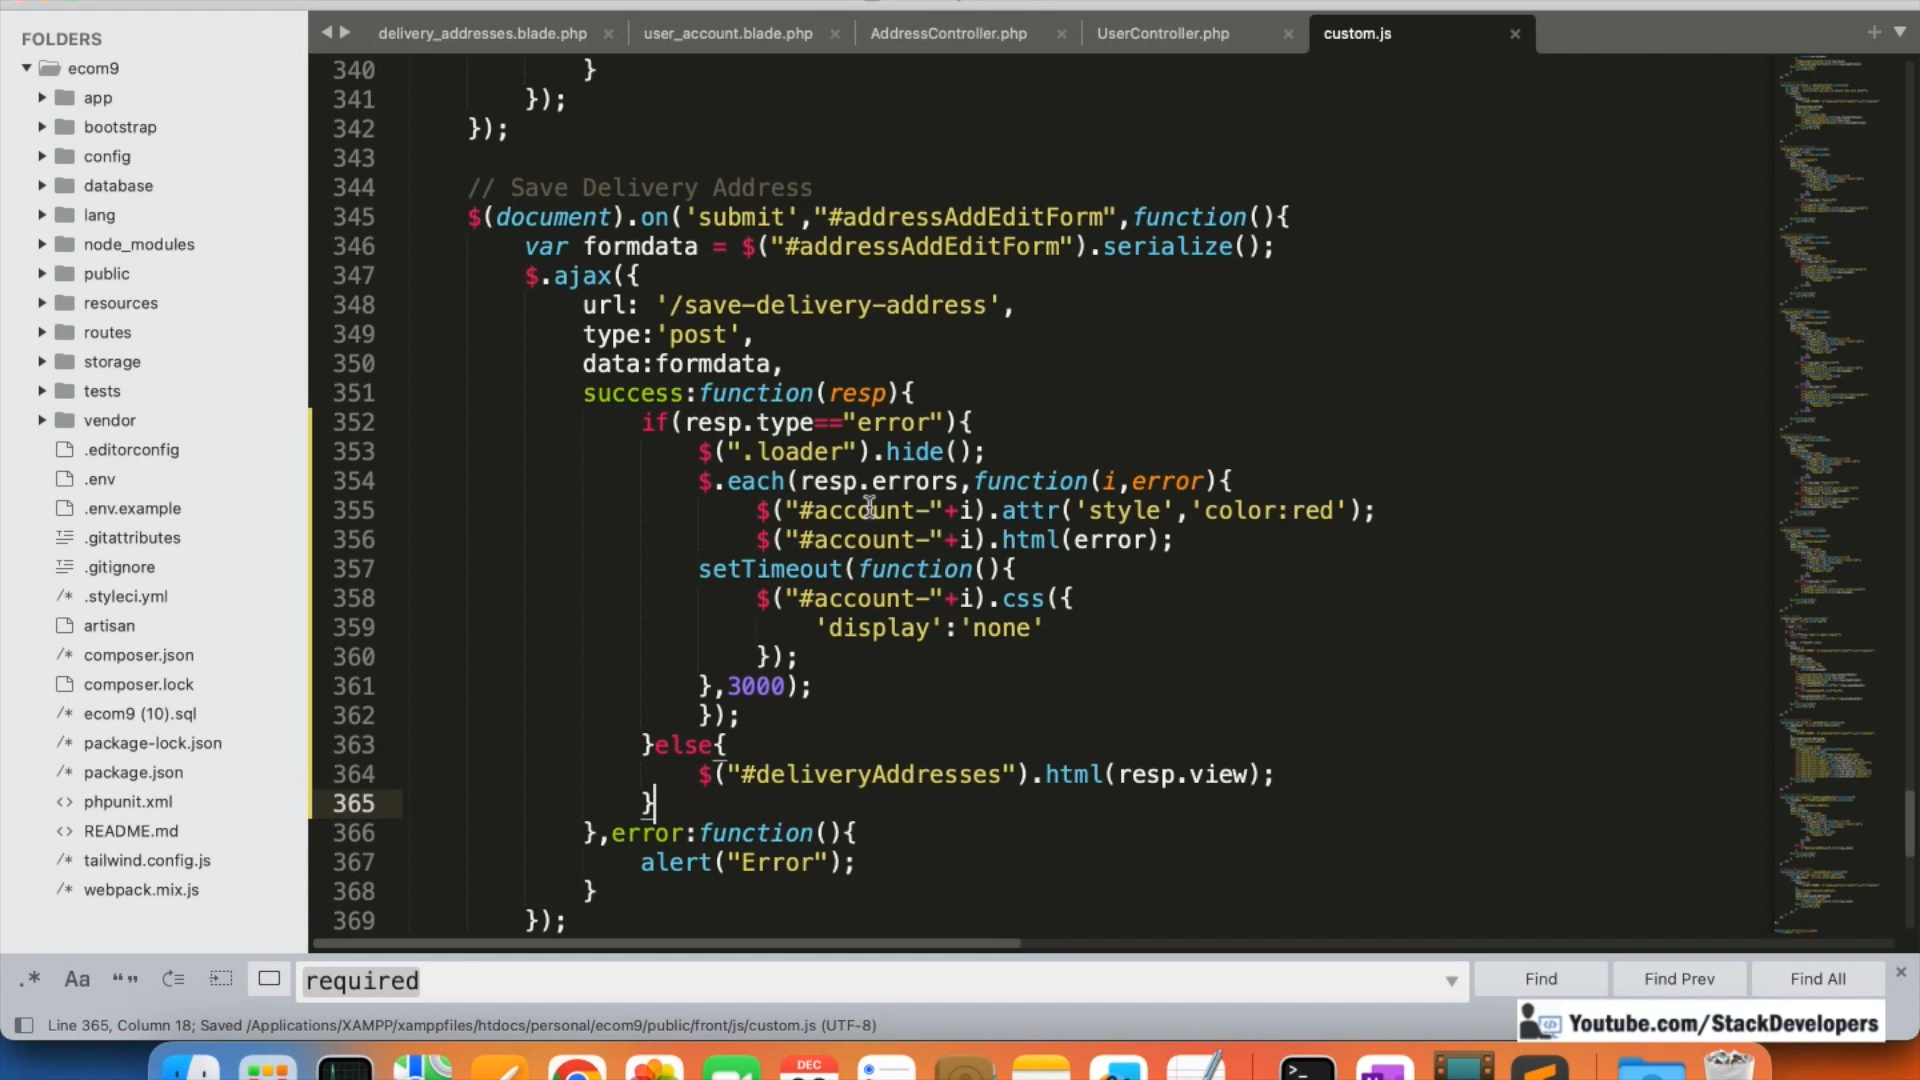 FOLDERS
ecom9
app
bootstrap
config
database
lang
node_modules
public
resources
routes
storage
tests
vendor
.editorconfig
.env
.env.example
.gitattributes
.gitignore
.styleci.yml
artisan
composer.json
composer.lock
ecom9 (10).sql
package-lock.json
package.json
phpunit.xml
README.md
tailwind.config.js
webpack.mix.js
delivery_addresses.blade.php
user_account.blade.php
AddressController.php
UserController.php
custom.js
340 }
341 });
342 });
343
344 // Save Delivery Address
345 $(document).on('submit',"#addressAddEditForm",function(){
346 var formdata = $("#addressAddEditForm").serialize();
347 $.ajax({
348 url: '/save-delivery-address',
349 type:'post',
350 data:formdata,
351 success:function(resp){
352 if(resp.type=="error"){
353 $(".loader").hide();
354 $.each(resp.errors,function(i,error){
355 $("#account-"+i).attr('style','color:red');
356 $("#account-"+i).html(error);
357 setTimeout(function(){
358 $("#account-"+i).css({
359 'display':'none'
360 });
361 },3000);
362 });
363 }else{
364 $("#deliveryAddresses").html(resp.view);
365 }
366 },error:function(){
367 alert("Error");
368 }
369 });
.* Aa “” required Find Find Prev Find All
Line 365, Column 18; Saved /Applications/XAMPP/xamppfiles/htdocs/personal/ecom9/public/front/js/custom.js (UTF-8)
Youtube.com/StackDevelopers
DEC